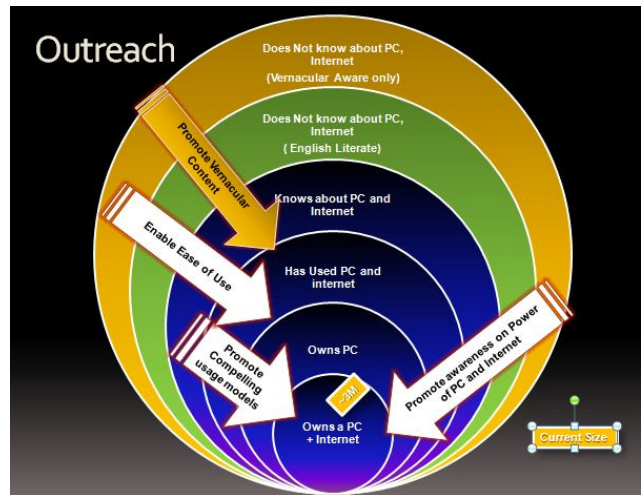 Outreach
Does Not know about PC,
Internet
(Vernacular Aware only)
Does Not know about PC,
Internet
( English Literate)
Promote Vernacular
Content
Knows about PC and
Internet
Enable Ease of Use
Has Used PC and
internet
Promote
Compelling
usage models
Owns PC
Promote awareness on Power
of PC and Internet
~3M
Owns a PC
+ Internet
Current Size